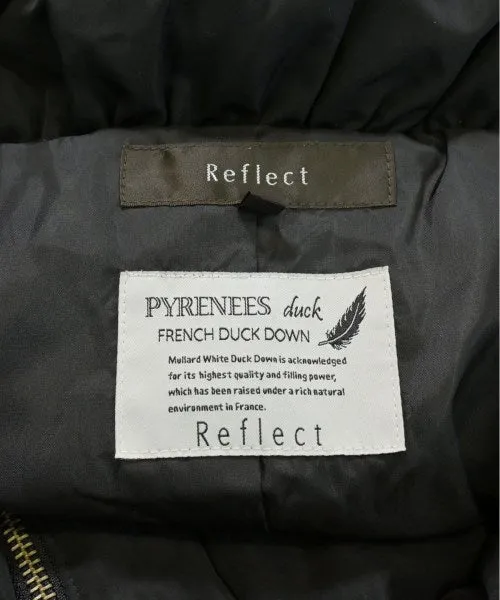 Reflect
PYRENEES duck
FRENCH DUCK DOWN
Mullard White Duck Down is acknowledged
for its highest quality and filling power,
which has been raised under a rich natural
environment in France.
Reflect